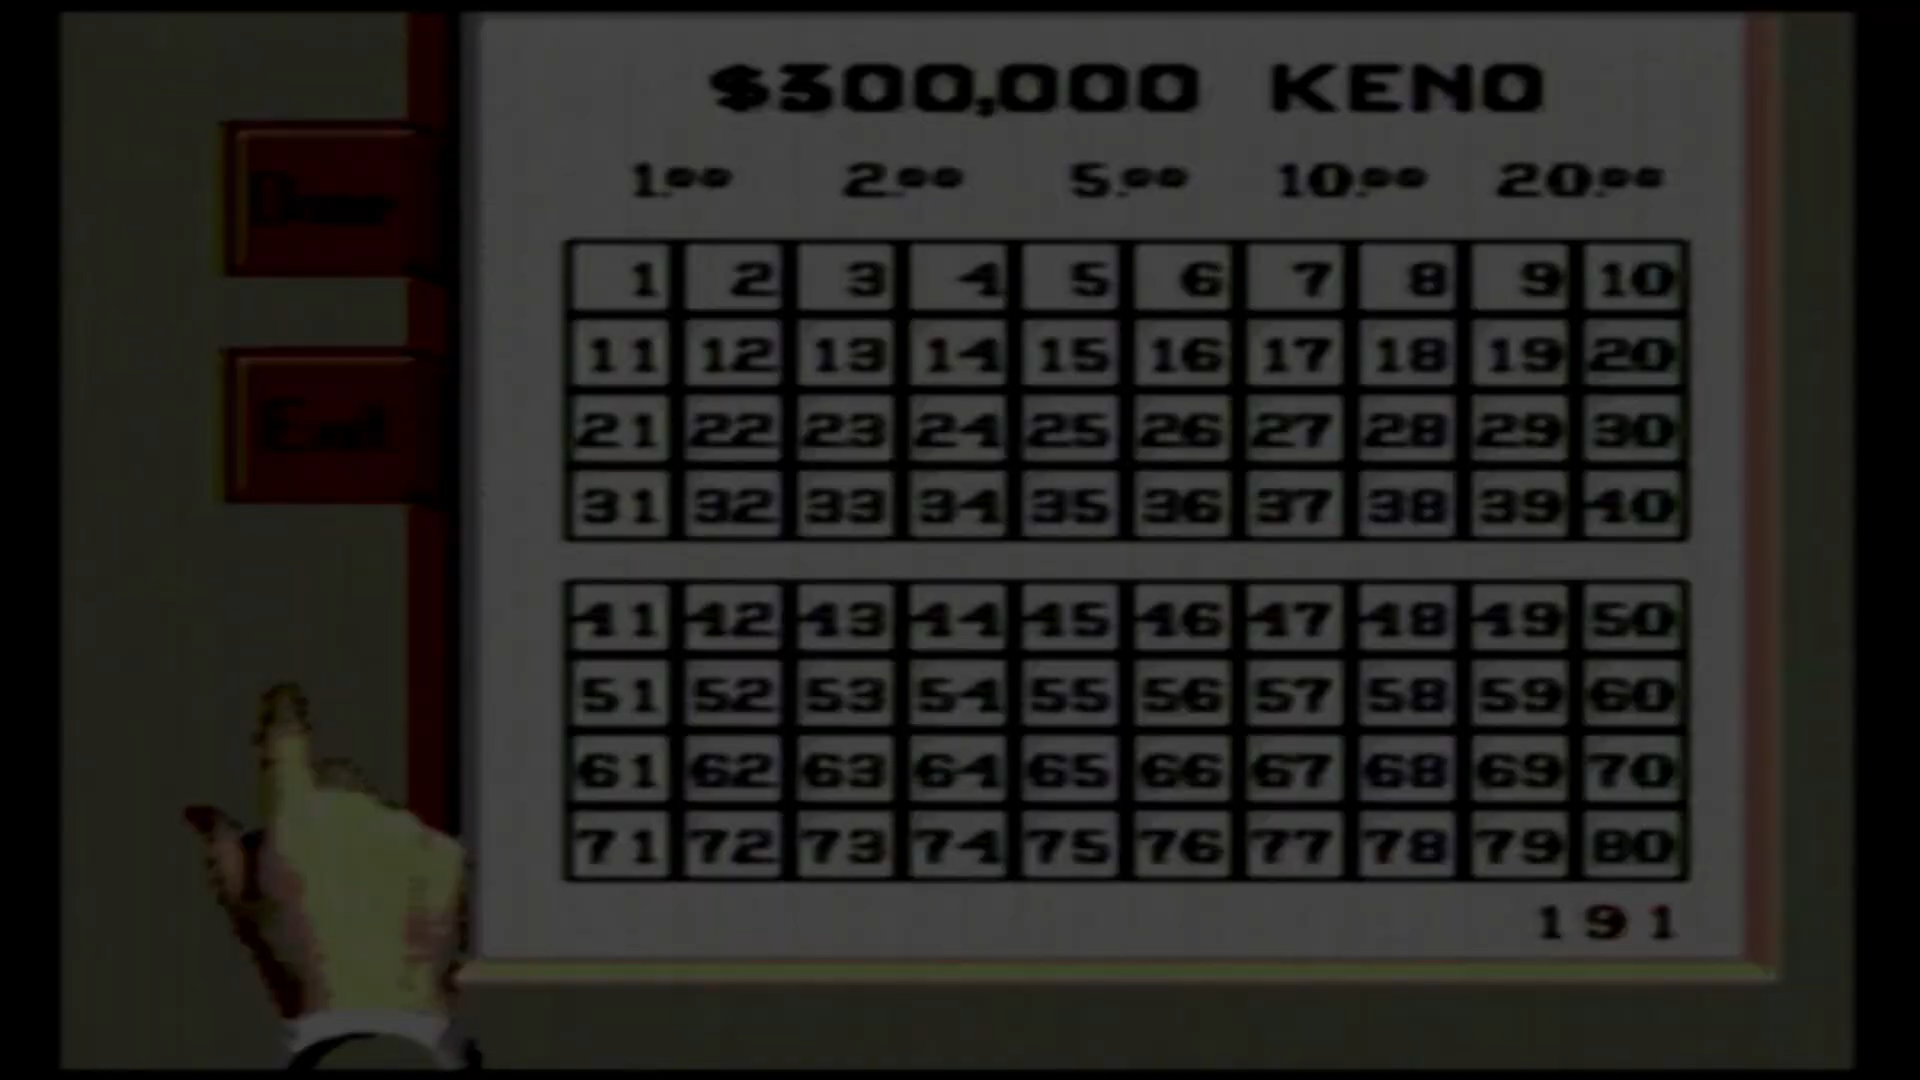 $300,000 KENO
1.00 2.00 5.00 10.00 20.00
Done
Exit
1 2 3 4 5 6 7 8 9 10
11 12 13 14 15 16 17 18 19 20
21 22 23 24 25 26 27 28 29 30
31 32 33 34 35 36 37 38 39 40
41 42 43 44 45 46 47 48 49 50
51 52 53 54 55 56 57 58 59 60
61 62 63 64 65 66 67 68 69 70
71 72 73 74 75 76 77 78 79 80
191